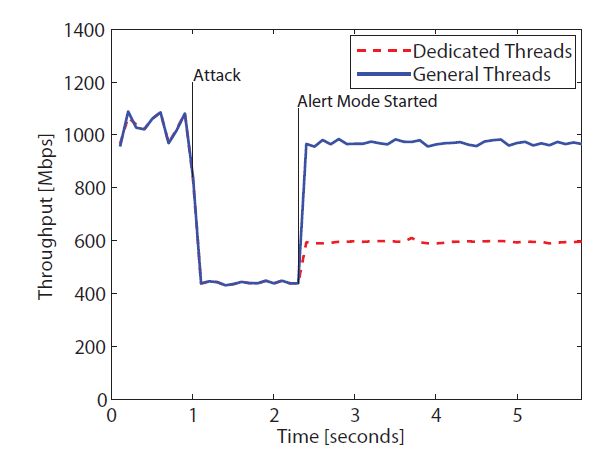 1400
1200
1000
800
600
400
200
0
Throughput [Mbps]
Attack
Alert Mode Started
Dedicated Threads
General Threads
0 1 2 3 4 5
Time [seconds]